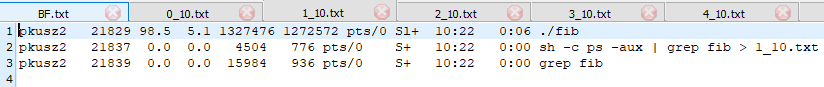 BF.txt 0_10.txt 1_10.txt 2_10.txt 3_10.txt 4_10.txt
1 pkusz2 21829 98.5 5.1 1327476 1272572 pts/0 Sl+ 10:22 0:06 ./fib
2 pkusz2 21837 0.0 0.0 4504 776 pts/0 S+ 10:22 0:00 sh -c ps -aux | grep fib > 1_10.txt
3 pkusz2 21839 0.0 0.0 15984 936 pts/0 S+ 10:22 0:00 grep fib
4